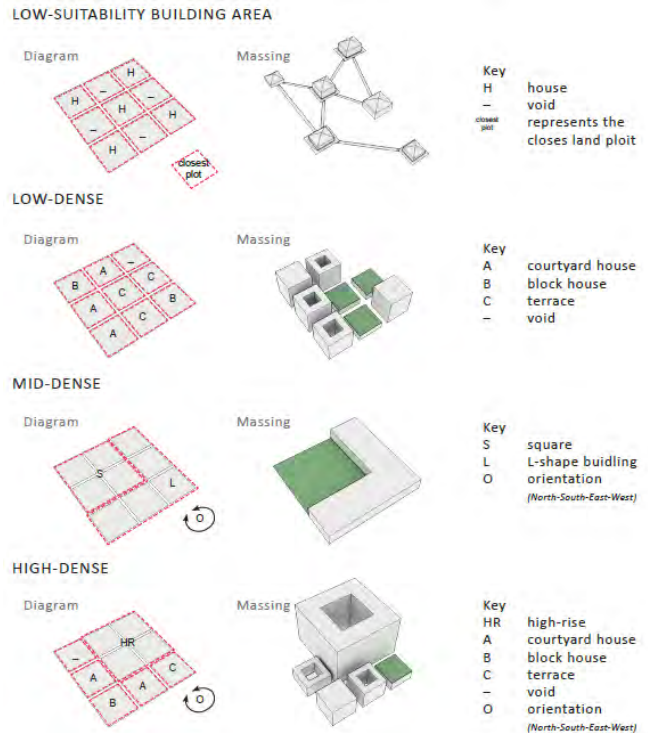 LOW-SUITABILITY BUILDING AREA
Diagram
H
–
H
–
H
–
H
–
H
closest
plot
Massing
Key
H house
– void
closest plot represents the
closes land ploit
LOW-DENSE
Diagram
–
A
B
C
C
A
B
C
A
Massing
Key
A courtyard house
B block house
C terrace
– void
MID-DENSE
Diagram
S
L
O
Massing
Key
S square
L L-shape buidling
O orientation
(North-South-East-West)
HIGH-DENSE
Diagram
HR
–
A
C
A
B
O
Massing
Key
HR high-rise
A courtyard house
B block house
C terrace
– void
O orientation
(North-South-East-West)